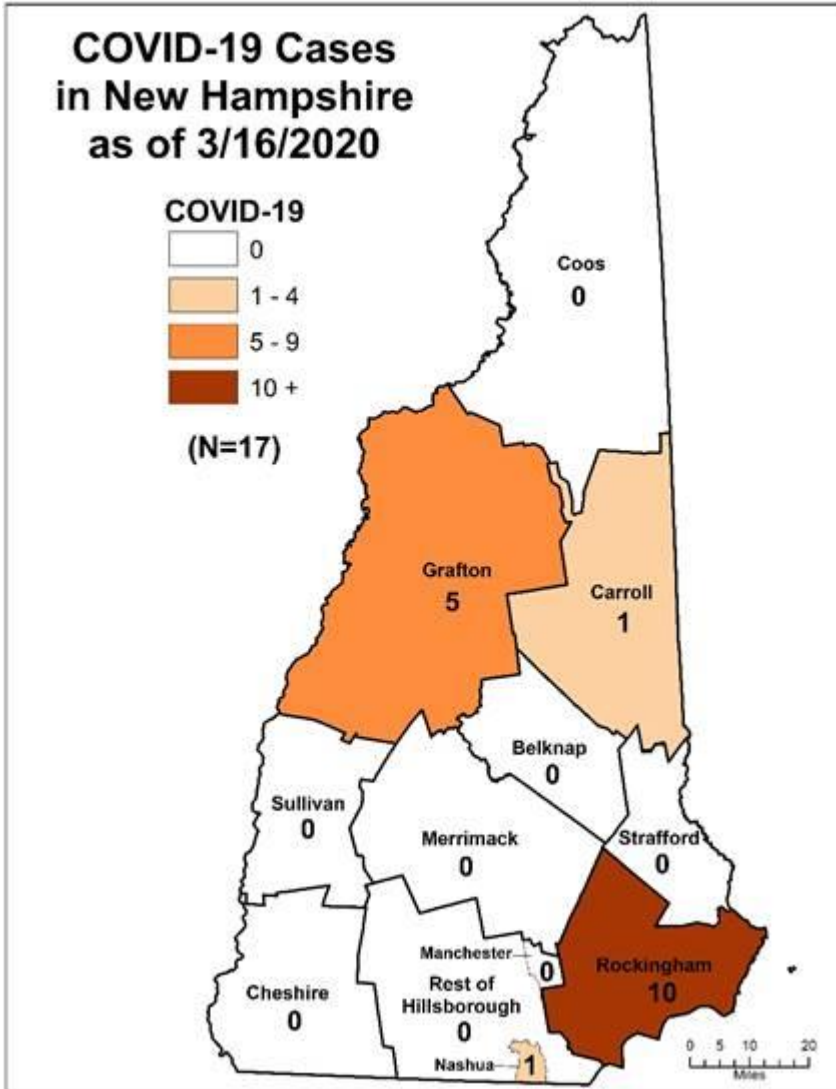 COVID-19 Cases
in New Hampshire
as of 3/16/2020
COVID-19
0
1 - 4
5 - 9
10 +
(N=17)
Coos
0
Grafton
5
Carroll
1
Belknap
0
Sullivan
0
Merrimack
0
Strafford
0
Manchester
0
Rockingham
10
Cheshire
0
Rest of
Hillsborough
0
Nashua
1
0 5 10 20
Miles